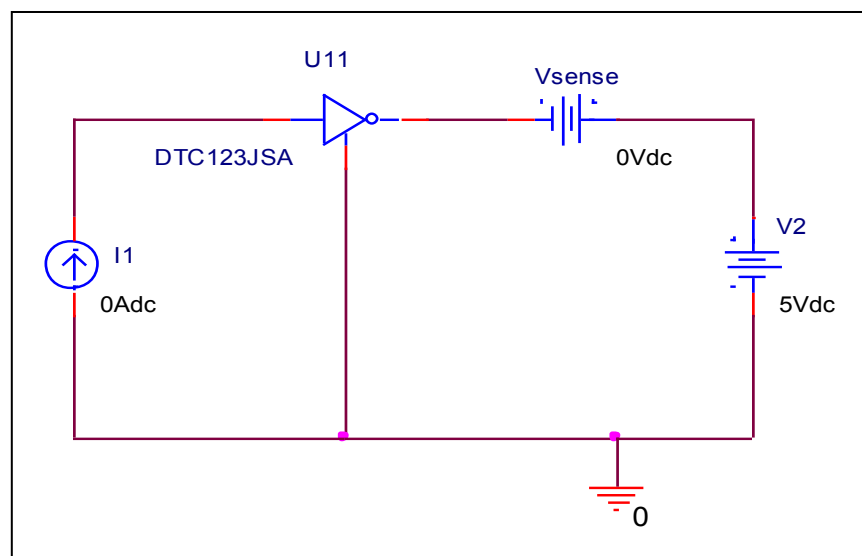 U11
Vsense
DTC123JSA
0Vdc
V2
I1
0Adc
5Vdc
0